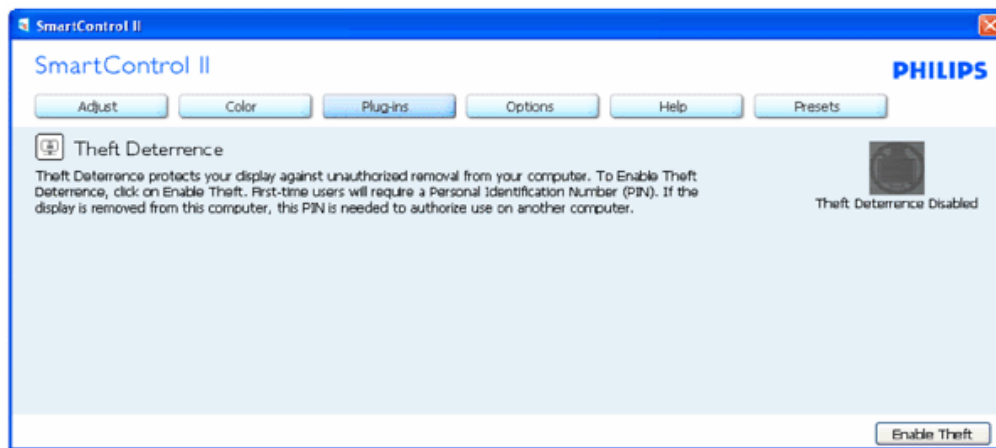 SmartControl II
SmartControl II
PHILIPS
Adjust Color Plug-ins Options Help Presets
Theft Deterrence
Theft Deterrence protects your display against unauthorized removal from your computer. To Enable Theft
Deterrence, click on Enable Theft. First-time users will require a Personal Identification Number (PIN). If the
display is removed from this computer, this PIN is needed to authorize use on another computer.
Theft Deterrence Disabled
Enable Theft